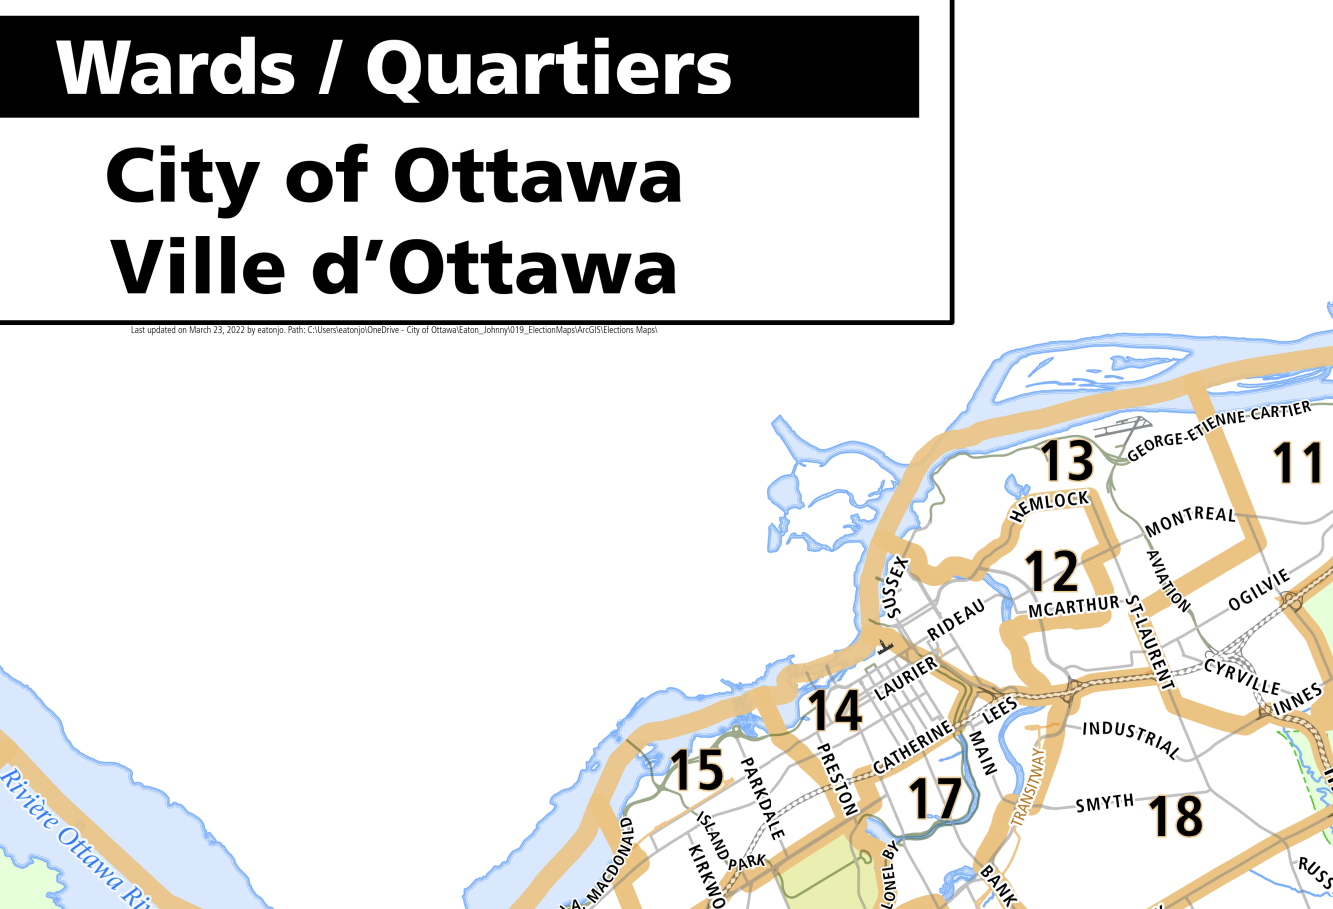 Wards / Quartiers
City of Ottawa
Ville d’Ottawa
Last updated on March 23, 2022 by eatonjo. Path: C:\Users\eatonjo\OneDrive - City of Ottawa\Eaton_Johnny\019_ElectionMaps\ArcGIS\Elections Maps\
GEORGE-ETIENNE CARTIER
13
11
HEMLOCK
MONTREAL
12
AVIATION
SUSSEX
OGILVIE
MCARTHUR
ST-LAURENT
RIDEAU
LAURIER
CYRVILLE
INNES
14
LEES
CATHERINE
INDUSTRIAL
MAIN
15
PARKDALE
PRESTON
17
TRANSITWAY
SMYTH
18
Rivière Ottawa Riv
ISLAND PARK
KIRKWO
A. MACDONALD
LONEL BY
BANK
RUSS